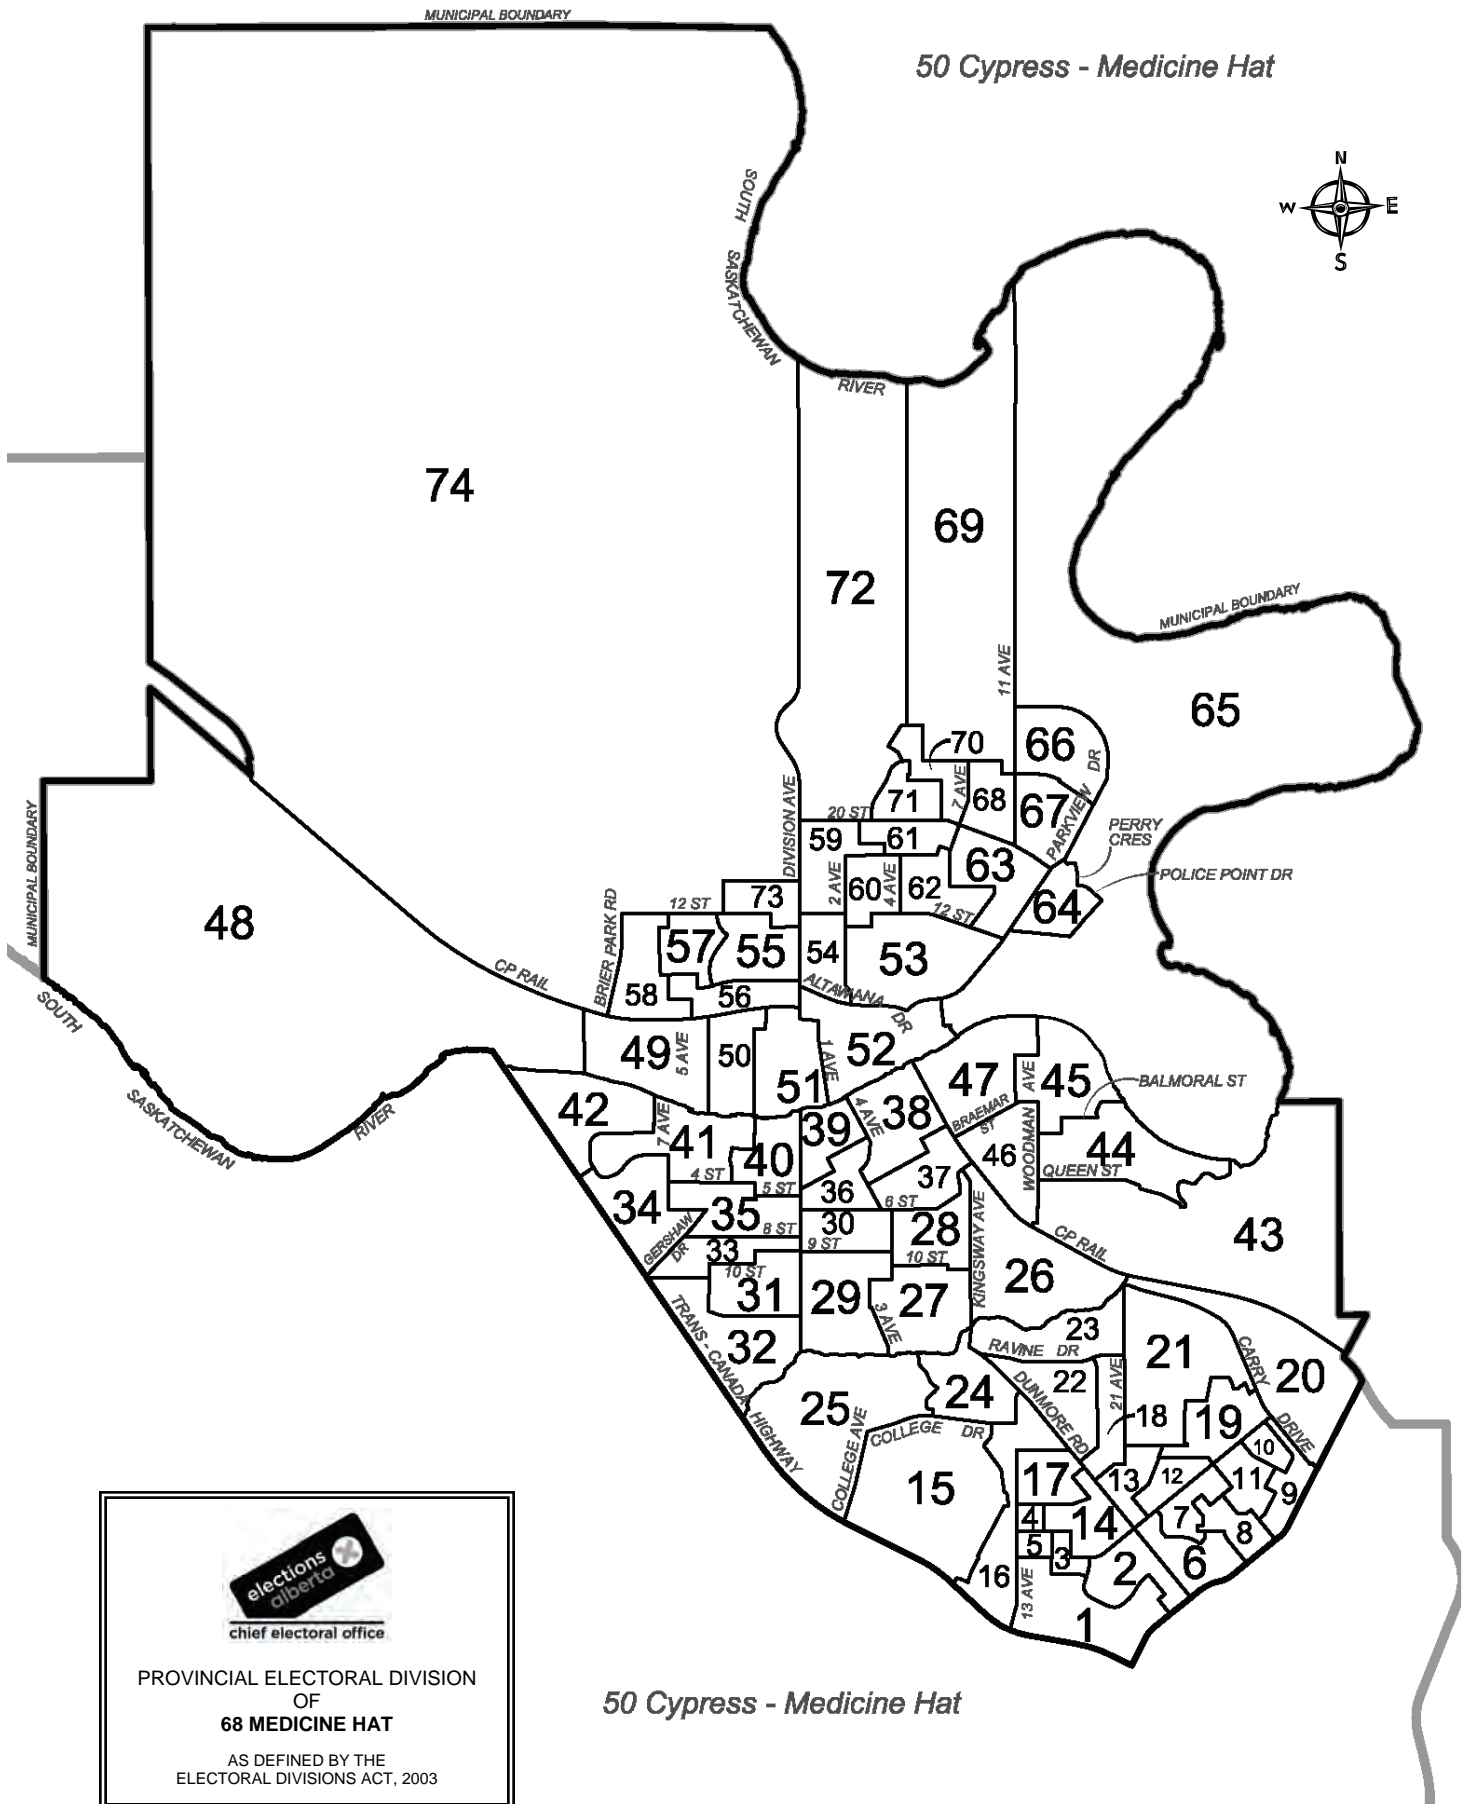 MUNICIPAL BOUNDARY
50 Cypress - Medicine Hat
N
W E
S
SOUTH
SASKATCHEWAN
RIVER
74
69
72
MUNICIPAL BOUNDARY
11 AVE
65
66
70
DR
7 AVE
68
67
PARKVIEW
71
DIVISION AVE
20 ST
59
61
PERRY
CRES
63
POLICE POINT DR
2 AVE
60
4 AVE
62
64
MUNICIPAL BOUNDARY
48
BRIER PARK RD
12 ST
73
12 ST
57
55
54
53
CP RAIL
58
56
ALTAWANA
DR
SOUTH
SASKATCHEWAN
RIVER
49
5 AVE
50
51
1 AVE
52
47
AVE
45
BALMORAL ST
42
7 AVE
41
40
39
4 AVE
38
BRAEMAR
ST
46
WOODMAN
44
QUEEN ST
4 ST
5 ST
36
37
6 ST
34
35
8 ST
30
28
KINGSWAY AVE
43
GERSHAW
DR
33
9 ST
10 ST
CP RAIL
10 ST
31
29
3 AVE
27
26
TRANS - CANADA HIGHWAY
32
23
RAVINE DR
21
CARRY
DRIVE
20
25
24
DUNMORE RD
22
21 AVE
18
19
COLLEGE AVE
COLLEGE DR
10
15
17
13
12
11
9
4
14
7
8
5
3
2
6
16
13 AVE
1
elections
alberta
chief electoral office
PROVINCIAL ELECTORAL DIVISION
OF
68 MEDICINE HAT
AS DEFINED BY THE
ELECTORAL DIVISIONS ACT, 2003
50 Cypress - Medicine Hat